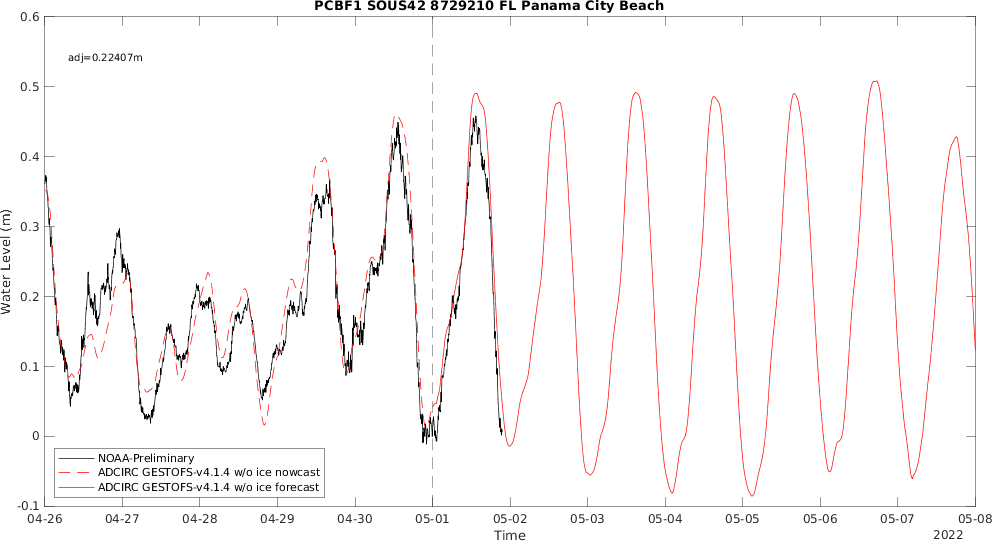 PCBF1 SOUS42 8729210 FL Panama City Beach
adj=0.22407m
Water Level (m)
0.6
0.5
0.4
0.3
0.2
0.1
0
-0.1
NOAA-Preliminary
ADCIRC GESTOFS-v4.1.4 w/o ice nowcast
ADCIRC GESTOFS-v4.1.4 w/o ice forecast
04-26 04-27 04-28 04-29 04-30 05-01 05-02 05-03 05-04 05-05 05-06 05-07 05-08
Time
2022